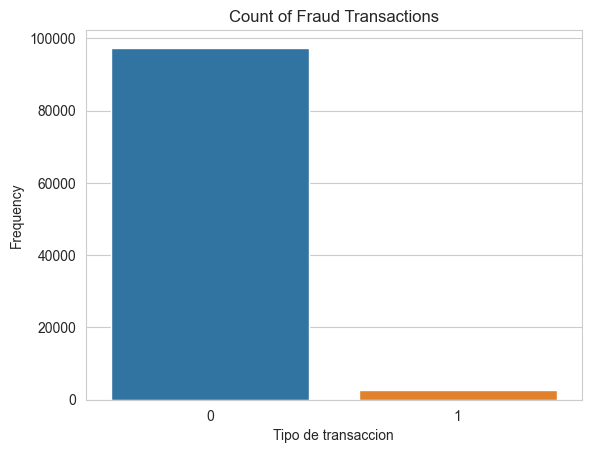 Count of Fraud Transactions
100000
80000
60000
40000
20000
0
Frequency
0 1
Tipo de transaccion